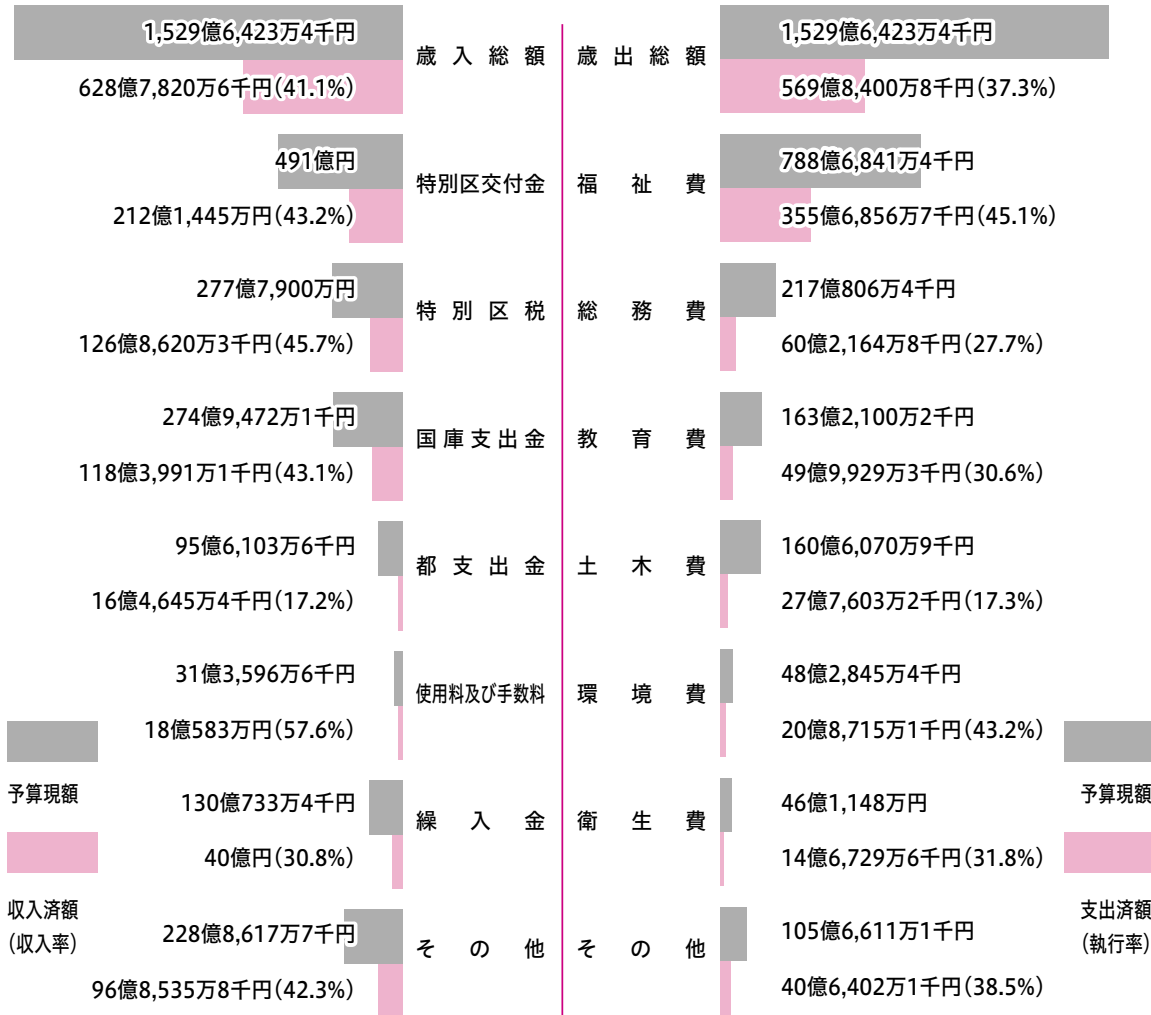 1,529億6,423万4千円
628億7,820万6千円(41.1%)
歳入総額
歳出総額
1,529億6,423万4千円
569億8,400万8千円(37.3%)
491億円
212億1,445万円(43.2%)
特別区交付金
福祉費
788億6,841万4千円
355億6,856万7千円(45.1%)
277億7,900万円
126億8,620万3千円(45.7%)
特別区税
総務費
217億806万4千円
60億2,164万8千円(27.7%)
274億9,472万1千円
118億3,991万1千円(43.1%)
国庫支出金
教育費
163億2,100万2千円
49億9,929万3千円(30.6%)
95億6,103万6千円
16億4,645万4千円(17.2%)
都支出金
土木費
160億6,070万9千円
27億7,603万2千円(17.3%)
31億3,596万6千円
18億583万円(57.6%)
使用料及び手数料
環境費
48億2,845万4千円
20億8,715万1千円(43.2%)
130億733万4千円
40億円(30.8%)
繰入金
衛生費
46億1,148万円
14億6,729万6千円(31.8%)
228億8,617万7千円
96億8,535万8千円(42.3%)
その他
その他
105億6,611万1千円
40億6,402万1千円(38.5%)
予算現額
収入済額
(収入率)
予算現額
支出済額
(執行率)